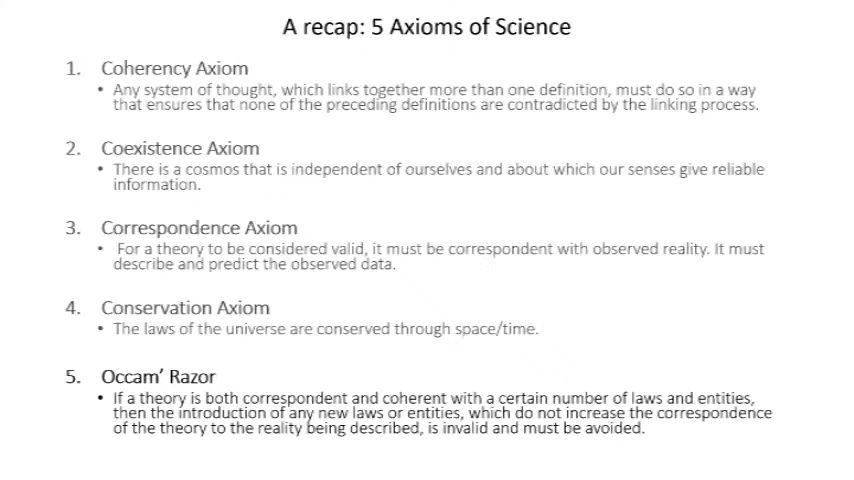 A recap: 5 Axioms of Science
1. Coherency Axiom
• Any system of thought, which links together more than one definition, must do so in a way
that ensures that none of the preceding definitions are contradicted by the linking process.
2. Coexistence Axiom
• There is a cosmos that is independent of ourselves and about which our senses give reliable
information.
3. Correspondence Axiom
• For a theory to be considered valid, it must be correspondent with observed reality. It must
describe and predict the observed data.
4. Conservation Axiom
• The laws of the universe are conserved through space/time.
5. Occam’ Razor
• If a theory is both correspondent and coherent with a certain number of laws and entities,
then the introduction of any new laws or entities, which do not increase the correspondence
of the theory to the reality being described, is invalid and must be avoided.